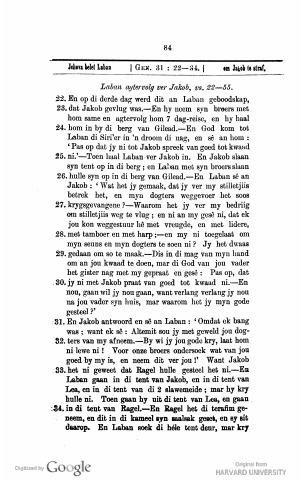 84
Jehova belet Laban | GEN. 31 : 22—34. | om Jakob te straf.
Laban agtervolg ver Jakob, vs. 22—55.
22. En op di derde dag werd dit an Laban geboodskap,
23. dat Jakob gevlug was.—En hy neem syn broers met
hom same en agtervolg hom 7 dag-reise, en hy haal
24. hom in by di berg van Gilead.—En God kom tot
Laban di Siri'er in 'n droom di nag, en sé an hom:
'Pas op dat jy ni tot Jakob spreek van goed tot kwaad
25. ni.'—Toen haal Laban ver Jakob in. En Jakob slaan
syn tent op in di berg; en Laban met syn broers slaan
26. hulle syn op in di berg van Gilead.—En Laban sé an
Jakob: 'Wat het jy gemaak, dat jy ver my stilletjiis
betrek het, en myn dogters weggevoer het soos
27. krygsgevangene?—Waarom het jy ver my bedriig
om stilletjiis weg te vlug; en ni an my gesé ni, dat ek
jou kon weggestuur hê met vreugde, en met lidere,
28. met tamboer en met harp;—en my ni toegelaat om
myn seuns en myn dogters te soen ni? Jy het dwaas
29. gedaan om so te maak.—Dis in di mag van myn hand
om an jou kwaad te doen, mar di God van jou vader
het gister nag met my gepraat en gesé: Pas op, dat
30. jy ni met Jakob praat van goed tot kwaad ni.—En
nou, gaan wil jy nou gaan, want verlang verlang jy nou
na jou vader syn huis, mar waarom het jy myn gode
gesteel?'
31. En Jakob antwoord en sé an Laban: 'Omdat ek bang
was; want ek sé: Altemit sou jy met geweld jou dog-
32. ters van my afneem.—By wi jy jou gode kry, laat hom
ni lewe ni! Voor onze broers ondersoek wat van jou
goed by my is, en neem dit ver jou!' Want Jakob
33. het ni geweet dat Ragel hulle gesteel het ni.—En
Laban gaan in di tent van Jakob, en in di tent van
Lea, en in di tent van di 2 slawemeide; mar hy kry
hulle ni. Toen gaan hy uit di tent van Lea, en gaan
34. in di tent van Ragel.—En Ragel het di terafim ge-
neem, en dit in di kameel syn saalsak geset, en sy sit
daarop. En Laban soek di hêle tent deur, mar kry
Digitized by Google
Original from
HARVARD UNIVERSITY